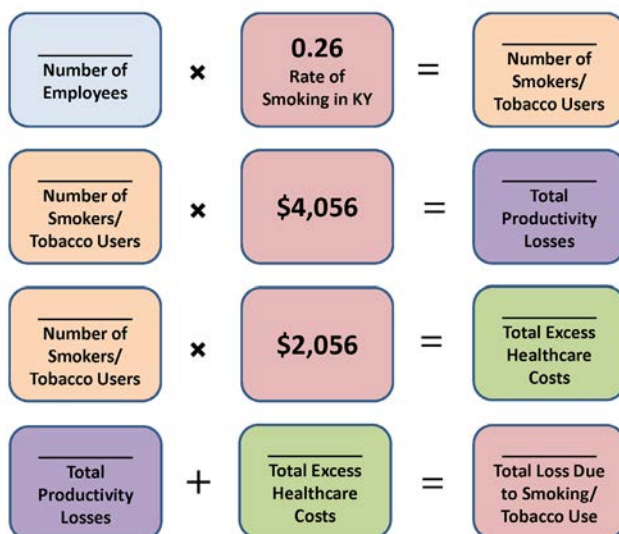 Number of
Employees
×
0.26
Rate of
Smoking in KY
=
Number of
Smokers/
Tobacco Users
Number of
Smokers/
Tobacco Users
×
$4,056
=
Total
Productivity
Losses
Number of
Smokers/
Tobacco Users
×
$2,056
=
Total Excess
Healthcare
Costs
Total
Productivity
Losses
+
Total Excess
Healthcare
Costs
=
Total Loss Due
to Smoking/
Tobacco Use